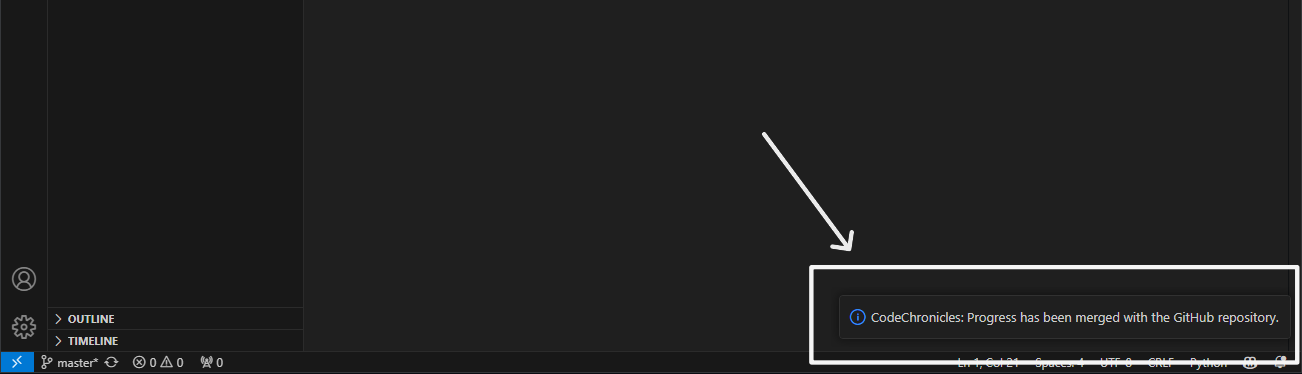 OUTLINE
CodeChronicles: Progress has been merged with the GitHub repository.
TIMELINE
master* 0 0 0 Ln 1, Col 21 Spaces: 4 UTF-8 CRLF Python